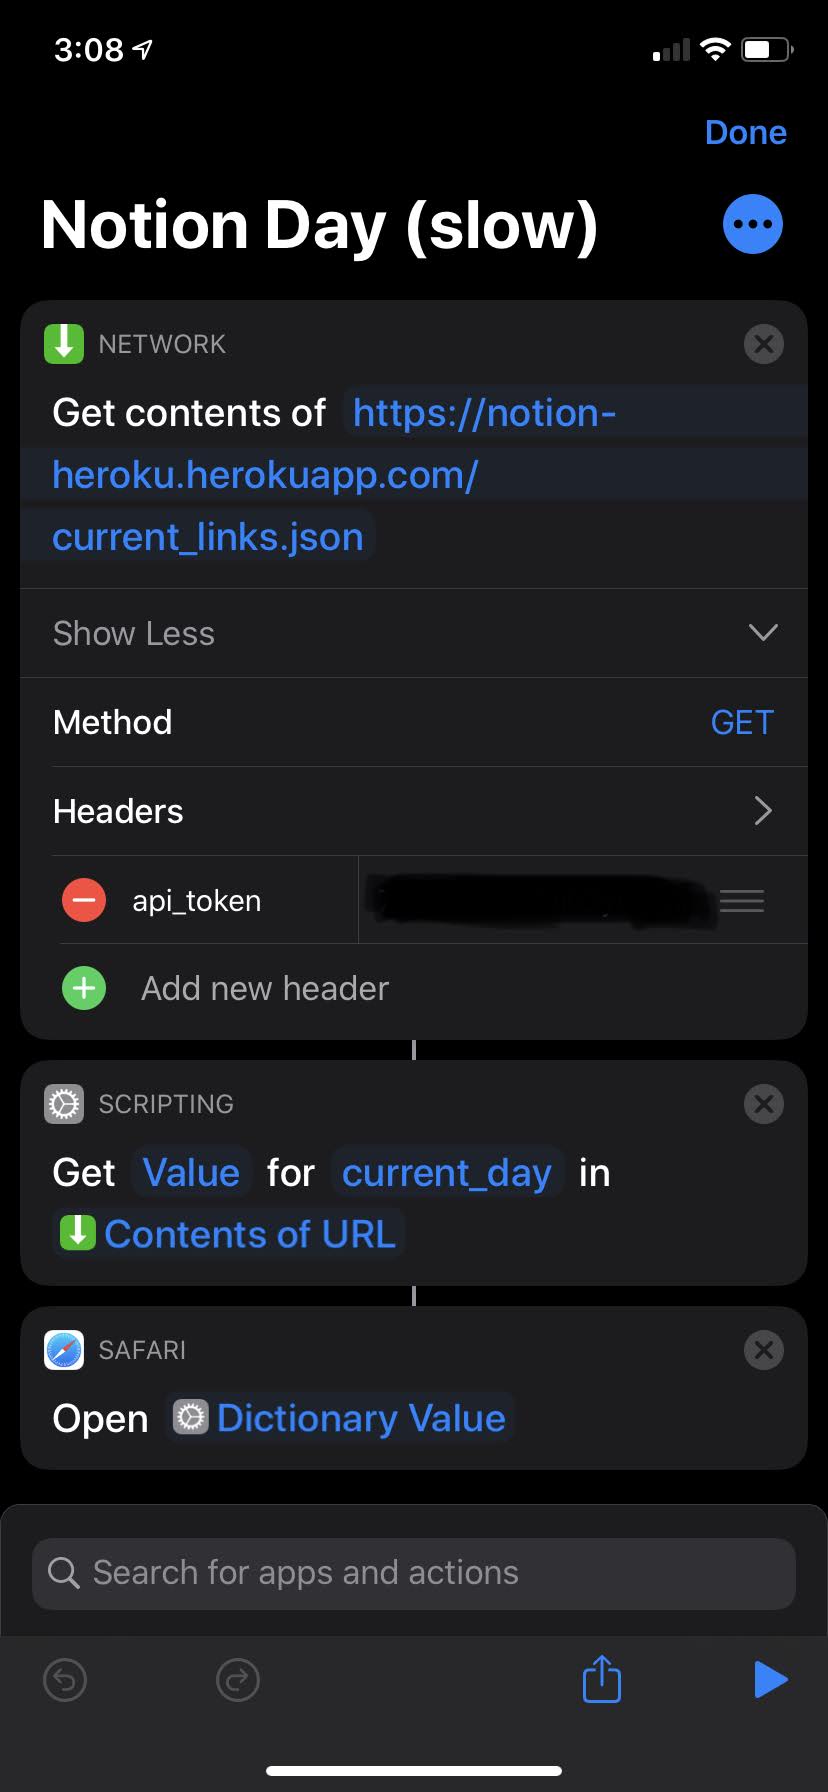 3:08
Done
Notion Day (slow)
NETWORK
Get contents of https://notion-
heroku.herokuapp.com/
current_links.json
Show Less
Method GET
Headers
api_token
Add new header
SCRIPTING
Get Value for current_day in
Contents of URL
SAFARI
Open Dictionary Value
Search for apps and actions